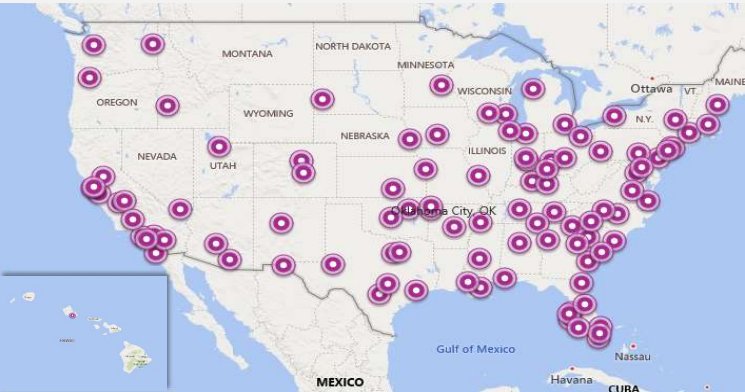 MONTANA
NORTH DAKOTA
MINNESOTA
Ottawa
VT.
MAINE
OREGON
WYOMING
WISCONSIN
N.Y.
NEBRASKA
NEVADA
UTAH
ILLINOIS
Oklahoma City, OK
HAWAII
Gulf of Mexico
Nassau
MEXICO
Havana
CUBA